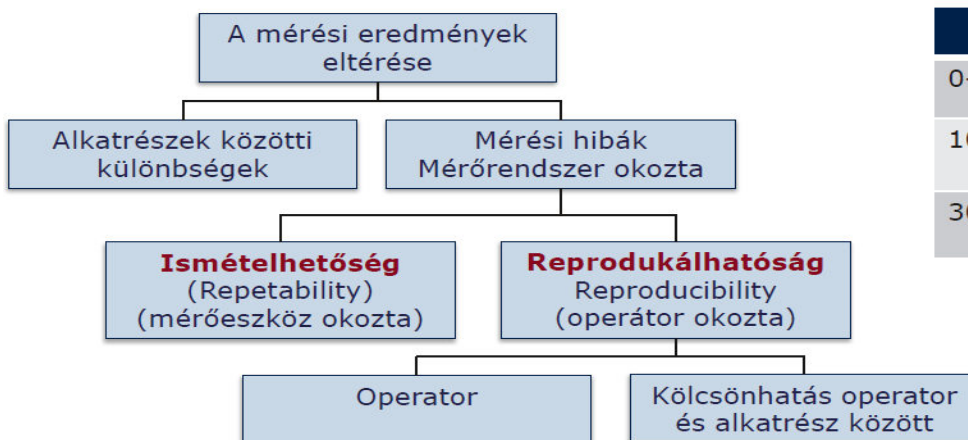 A mérési eredmények
eltérése
Alkatrészek közötti
különbségek
Mérési hibák
Mérőrendszer okozta
Ismételhetőség
(Repetability)
(mérőeszköz okozta)
Reprodukálhatóság
Reproducibility
(operátor okozta)
Operator
Kölcsönhatás operator
és alkatrész között
0-